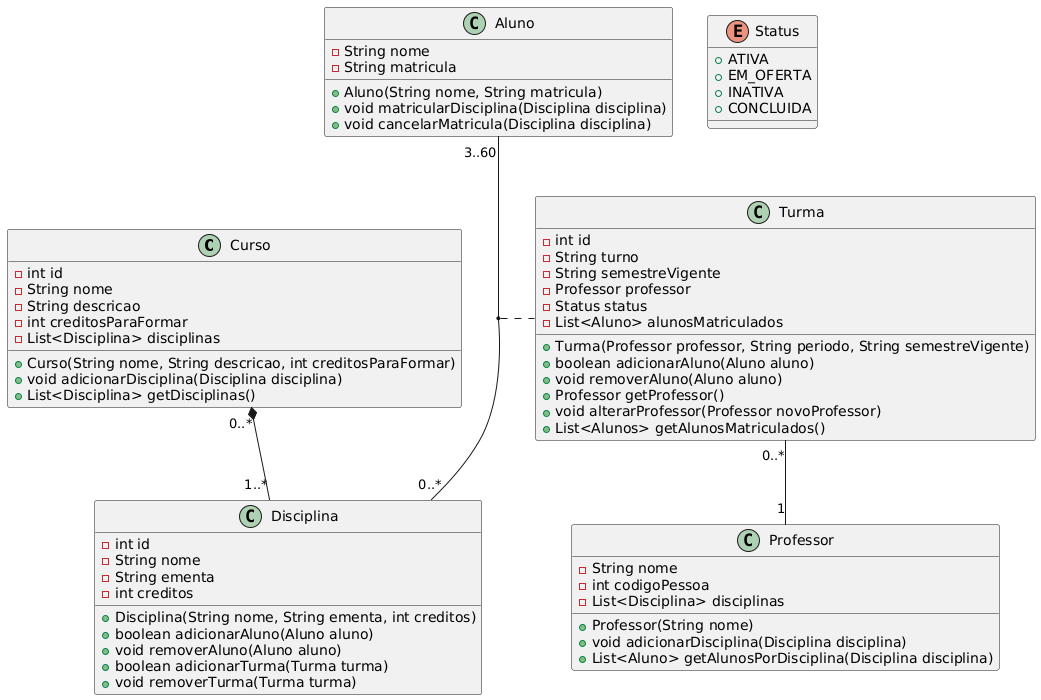 C Aluno
String nome
String matricula
Aluno(String nome, String matricula)
void matricularDisciplina(Disciplina disciplina)
void cancelarMatricula(Disciplina disciplina)
E Status
ATIVA
EM_OFERTA
INATIVA
CONCLUIDA
3..60
C Curso
int id
String nome
String descricao
int creditosParaFormar
List<Disciplina> disciplinas
Curso(String nome, String descricao, int creditosParaFormar)
void adicionarDisciplina(Disciplina disciplina)
List<Disciplina> getDisciplinas()
C Turma
int id
String turno
String semestreVigente
Professor professor
Status status
List<Aluno> alunosMatriculados
Turma(Professor professor, String periodo, String semestreVigente)
boolean adicionarAluno(Aluno aluno)
void removerAluno(Aluno aluno)
Professor getProfessor()
void alterarProfessor(Professor novoProfessor)
List<Alunos> getAlunosMatriculados()
0..*
1..*
0..*
0..*
1
C Disciplina
int id
String nome
String ementa
int creditos
Disciplina(String nome, String ementa, int creditos)
boolean adicionarAluno(Aluno aluno)
void removerAluno(Aluno aluno)
boolean adicionarTurma(Turma turma)
void removerTurma(Turma turma)
C Professor
String nome
int codigoPessoa
List<Disciplina> disciplinas
Professor(String nome)
void adicionarDisciplina(Disciplina disciplina)
List<Aluno> getAlunosPorDisciplina(Disciplina disciplina)